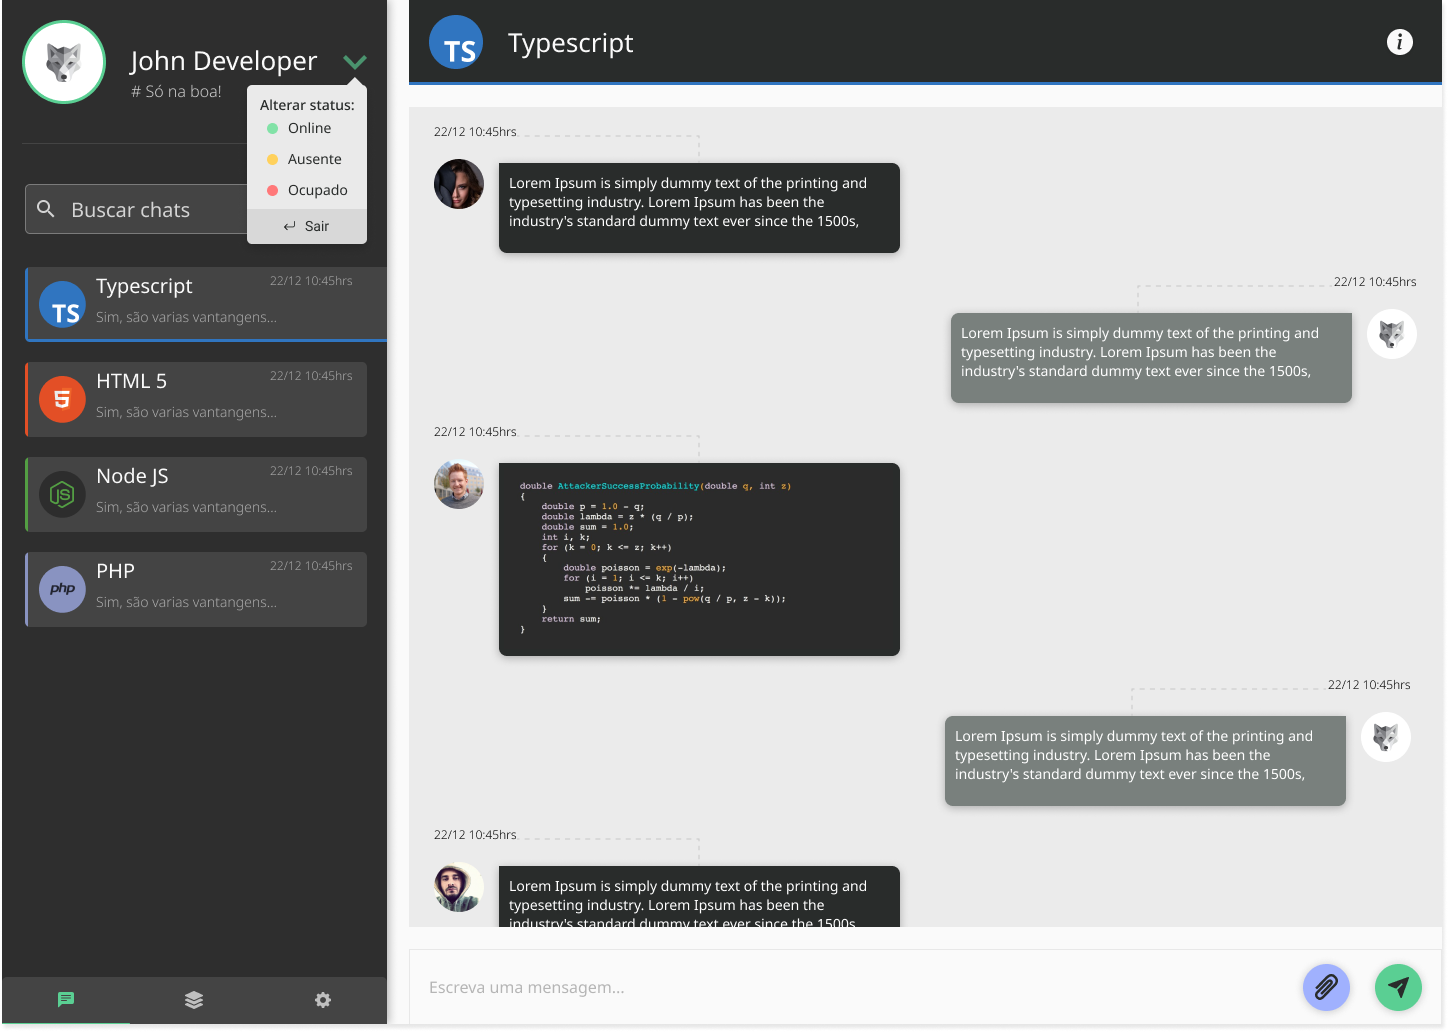 John Developer
# Só na boa!
Alterar status:
Online
Ausente
Ocupado
Sair
Buscar chats
TS
Typescript
22/12 10:45hrs
Sim, são varias vantangens...
5
HTML 5
22/12 10:45hrs
Sim, são varias vantangens...
JS
Node JS
22/12 10:45hrs
Sim, são varias vantangens...
php
PHP
22/12 10:45hrs
Sim, são varias vantangens...
TS
Typescript
i
22/12 10:45hrs
Lorem Ipsum is simply dummy text of the printing and
typesetting industry. Lorem Ipsum has been the
industry's standard dummy text ever since the 1500s,
22/12 10:45hrs
Lorem Ipsum is simply dummy text of the printing and
typesetting industry. Lorem Ipsum has been the
industry's standard dummy text ever since the 1500s,
22/12 10:45hrs
double AttackerSuccessProbability(double q, int z)
{
    double p = 1.0 - q;
    double lambda = z * (q / p);
    double sum = 1.0;
    int i, k;
    for (k = 0; k <= z; k++)
    {
        double poisson = exp(-lambda);
        for (i = 1; i <= k; i++)
            poisson *= lambda / i;
        sum -= poisson * (1 - pow(q / p, z - k));
    }
    return sum;
}
22/12 10:45hrs
Lorem Ipsum is simply dummy text of the printing and
typesetting industry. Lorem Ipsum has been the
industry's standard dummy text ever since the 1500s,
22/12 10:45hrs
Lorem Ipsum is simply dummy text of the printing and
typesetting industry. Lorem Ipsum has been the
industry's standard dummy text ever since the 1500s,
Escreva uma mensagem...